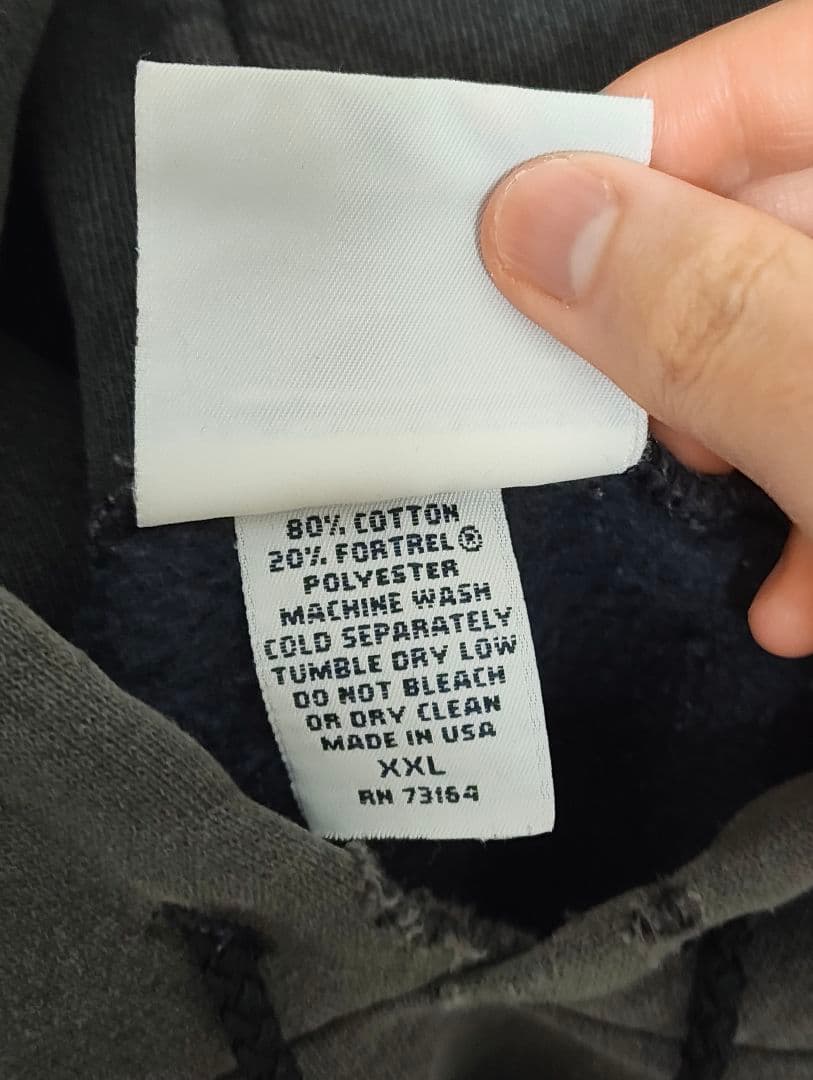 80% COTTON
20% FORTREL®
POLYESTER
MACHINE WASH
COLD SEPARATELY
TUMBLE DRY LOW
DO NOT BLEACH
OR DRY CLEAN
MADE IN USA
XXL
RN 73164